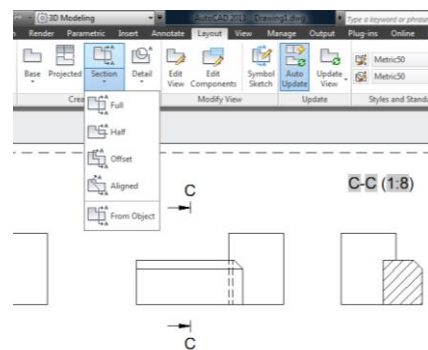 3D Modeling AutoCAD 2013 Drawing1.dwg Type a keyword or phrase
Render Parametric Insert Annotate Layout View Manage Output Plug-ins Online
Base Projected Section Detail Edit View Edit Components Symbol Sketch Auto Update Update View Metric50
Metric50
Modify View Update Styles and Standa
Full
Half
Offset
Aligned
From Object
C
C-C (1:8)
C